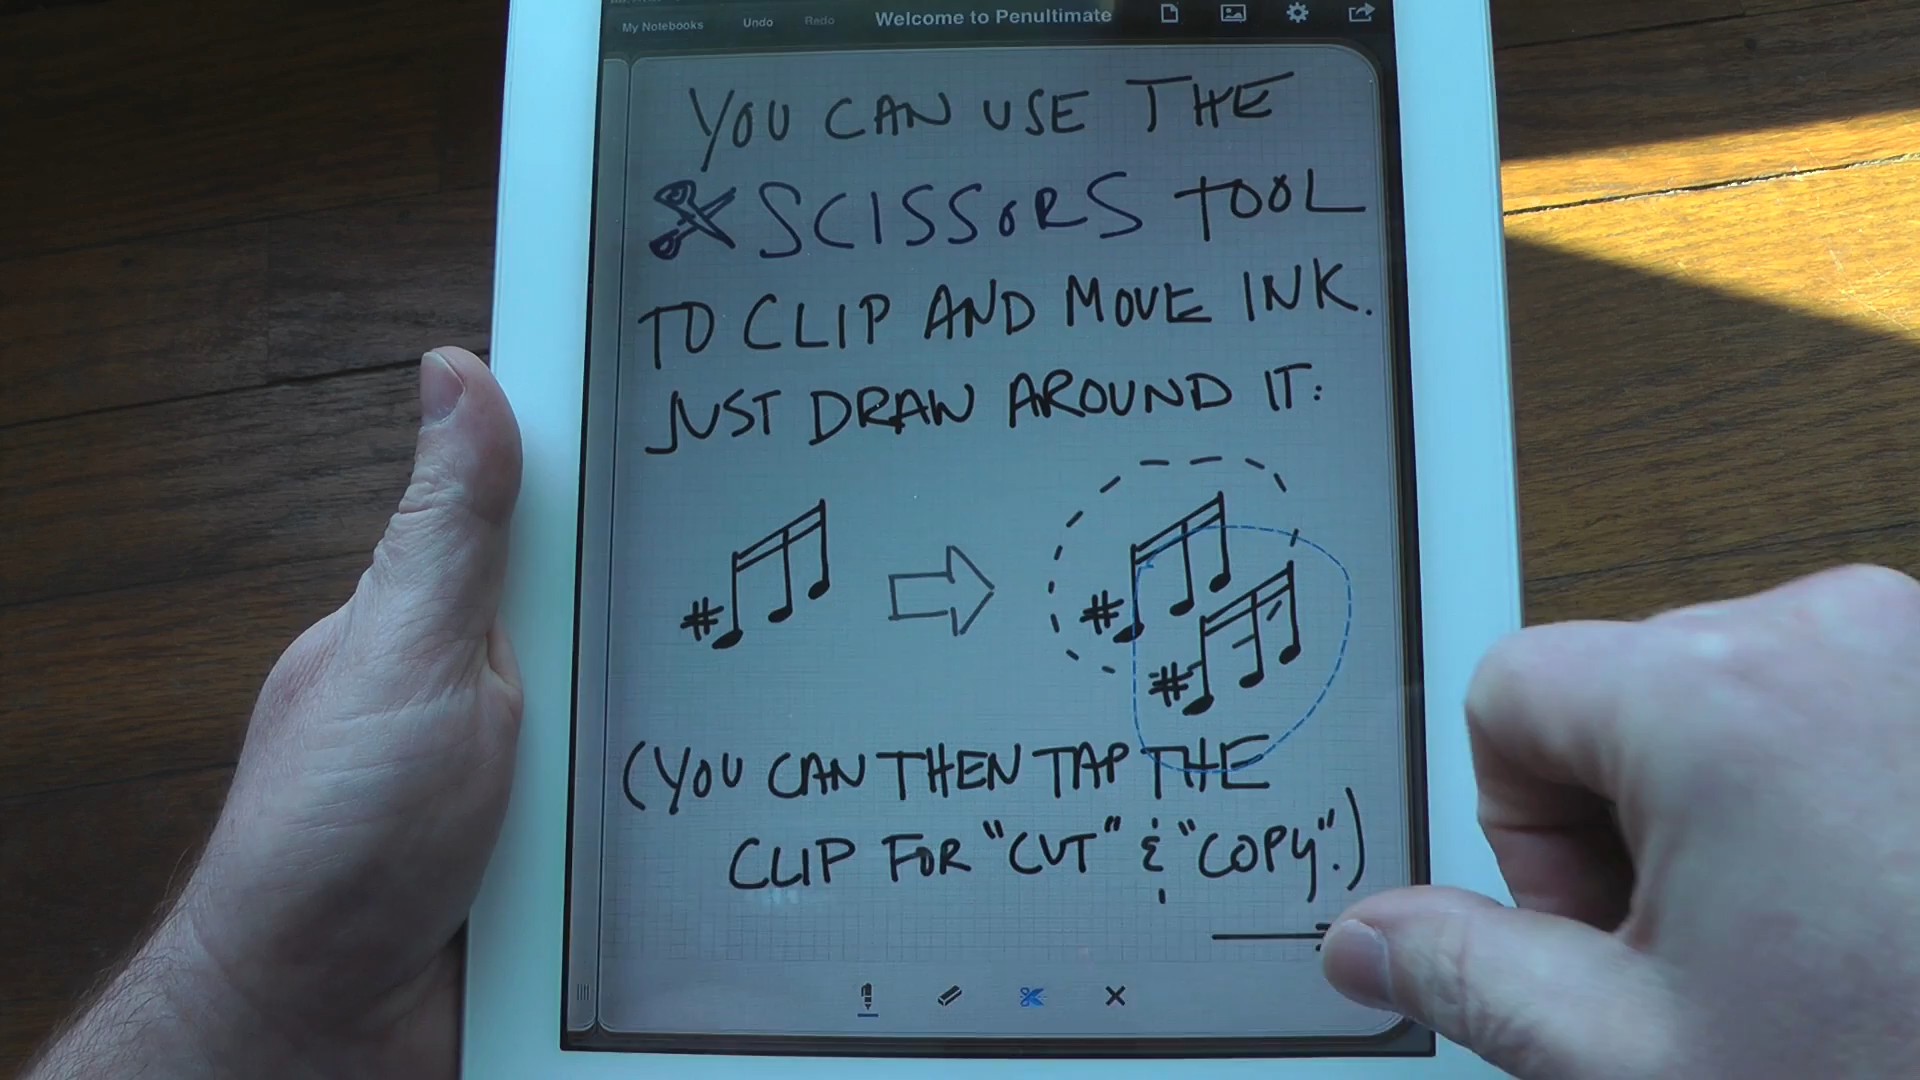 My Notebooks Undo Redo Welcome to Penultimate
YOU CAN USE THE
SCISSORS TOOL
TO CLIP AND MOVE INK.
JUST DRAW AROUND IT:
(YOU CAN THEN TAP THE
CLIP FOR "CUT" & "COPY".)